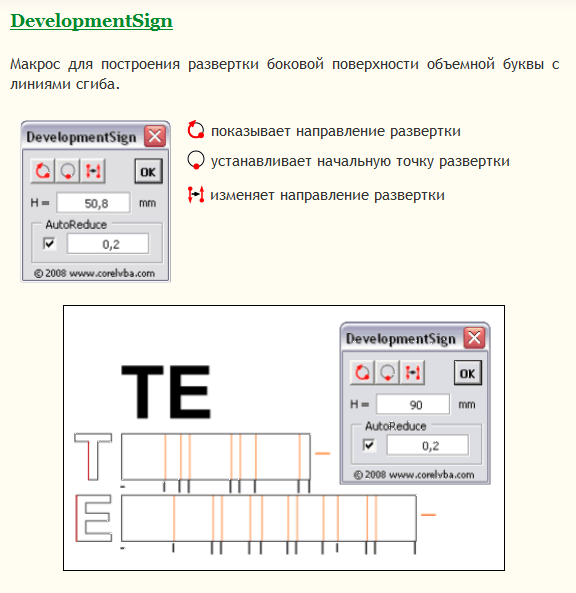 DevelopmentSign
Макрос для построения развертки боковой поверхности объемной буквы с
линиями сгиба.
DevelopmentSign
OK
H = 50,8 mm
AutoReduce
0,2
© 2008 www.corelvba.com
показывает направление развертки
устанавливает начальную точку развертки
изменяет направление развертки
TE
T
E
DevelopmentSign
OK
H = 90 mm
AutoReduce
0,2
© 2008 www.corelvba.com